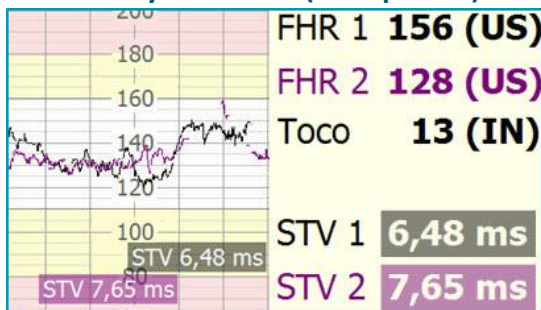 200
180
160
140
120
100
80
STV 6,48 ms
STV 7,65 ms
FHR 1 156 (US)
FHR 2 128 (US)
Toco 13 (IN)
STV 1 6,48 ms
STV 2 7,65 ms